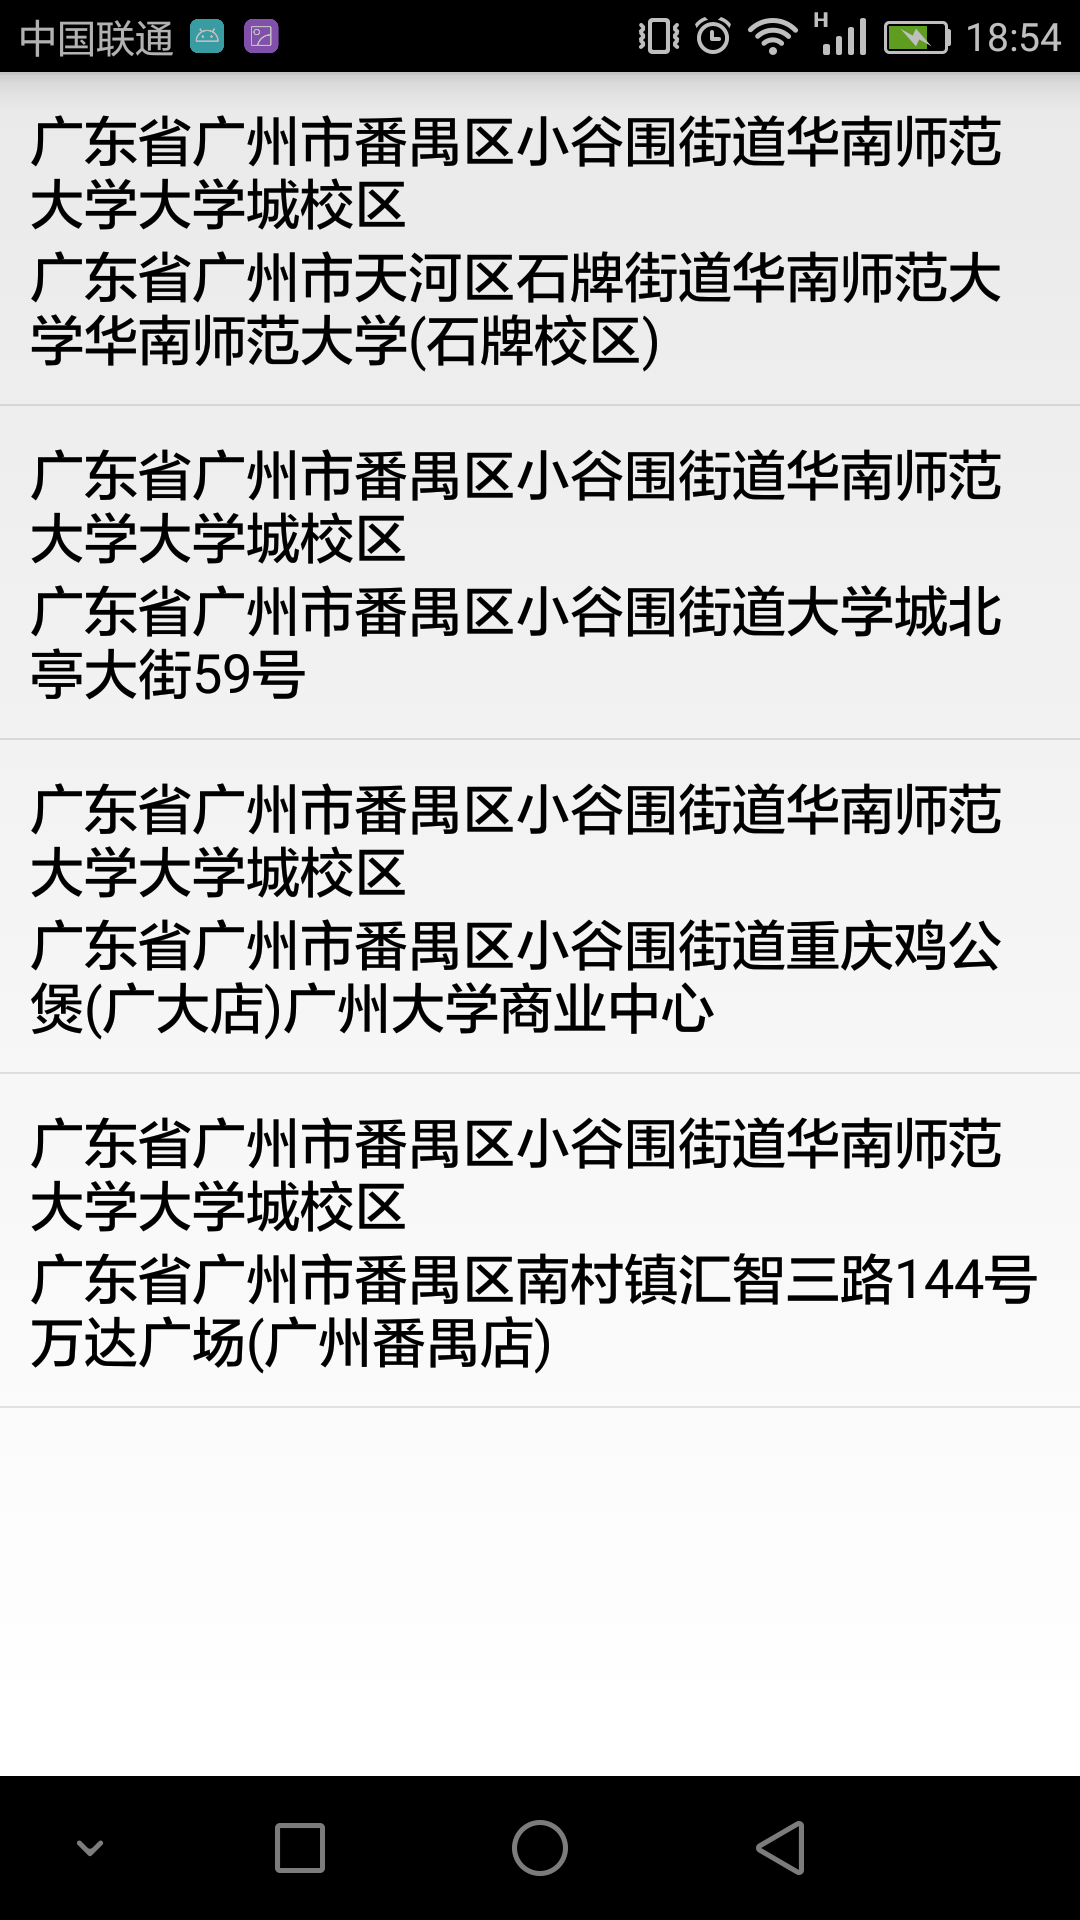 中国联通 H 18:54
广东省广州市番禺区小谷围街道华南师范
大学大学城校区
广东省广州市天河区石牌街道华南师范大
学华南师范大学(石牌校区)
广东省广州市番禺区小谷围街道华南师范
大学大学城校区
广东省广州市番禺区小谷围街道大学城北
亭大街59号
广东省广州市番禺区小谷围街道华南师范
大学大学城校区
广东省广州市番禺区小谷围街道重庆鸡公
煲(广大店)广州大学商业中心
广东省广州市番禺区小谷围街道华南师范
大学大学城校区
广东省广州市番禺区南村镇汇智三路144号
万达广场(广州番禺店)